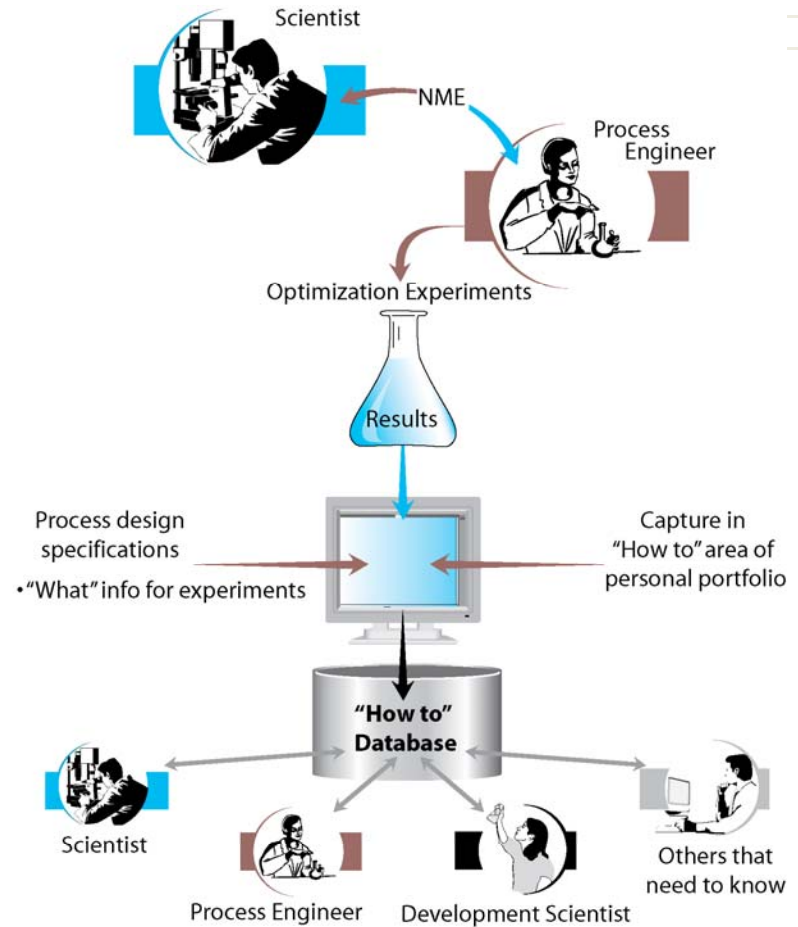 Scientist
NME
Process
Engineer
Optimization Experiments
Results
Process design
specifications
•“What” info for experiments
Capture in
“How to” area of
personal portfolio
“How to”
Database
Scientist
Process Engineer
Development Scientist
Others that
need to know